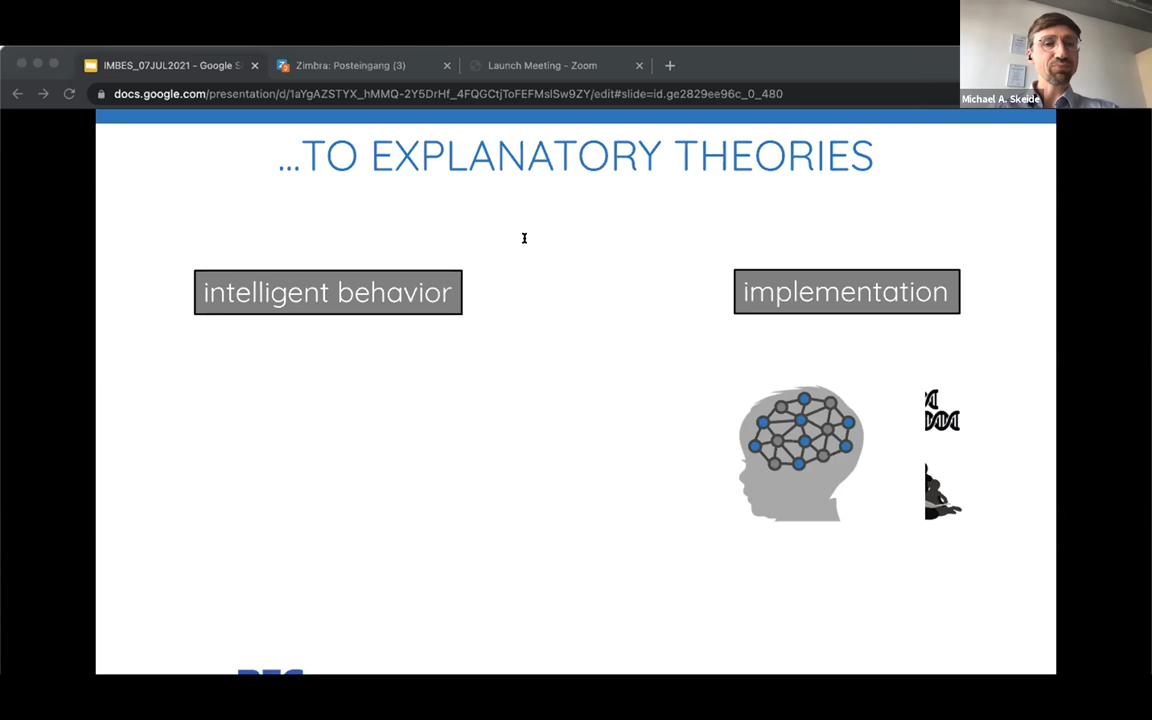 IMBES_07JUL2021 - Google S
Zimbra: Posteingang (3)
Launch Meeting - Zoom
docs.google.com/presentation/d/1aYgAZSTYX_hMMQ-2Y5DrHf_4FQGCtjToFEFMslSw9ZY/edit#slide=id.ge2829ee96c_0_480
Michael A. Skeide
...TO EXPLANATORY THEORIES
intelligent behavior
implementation